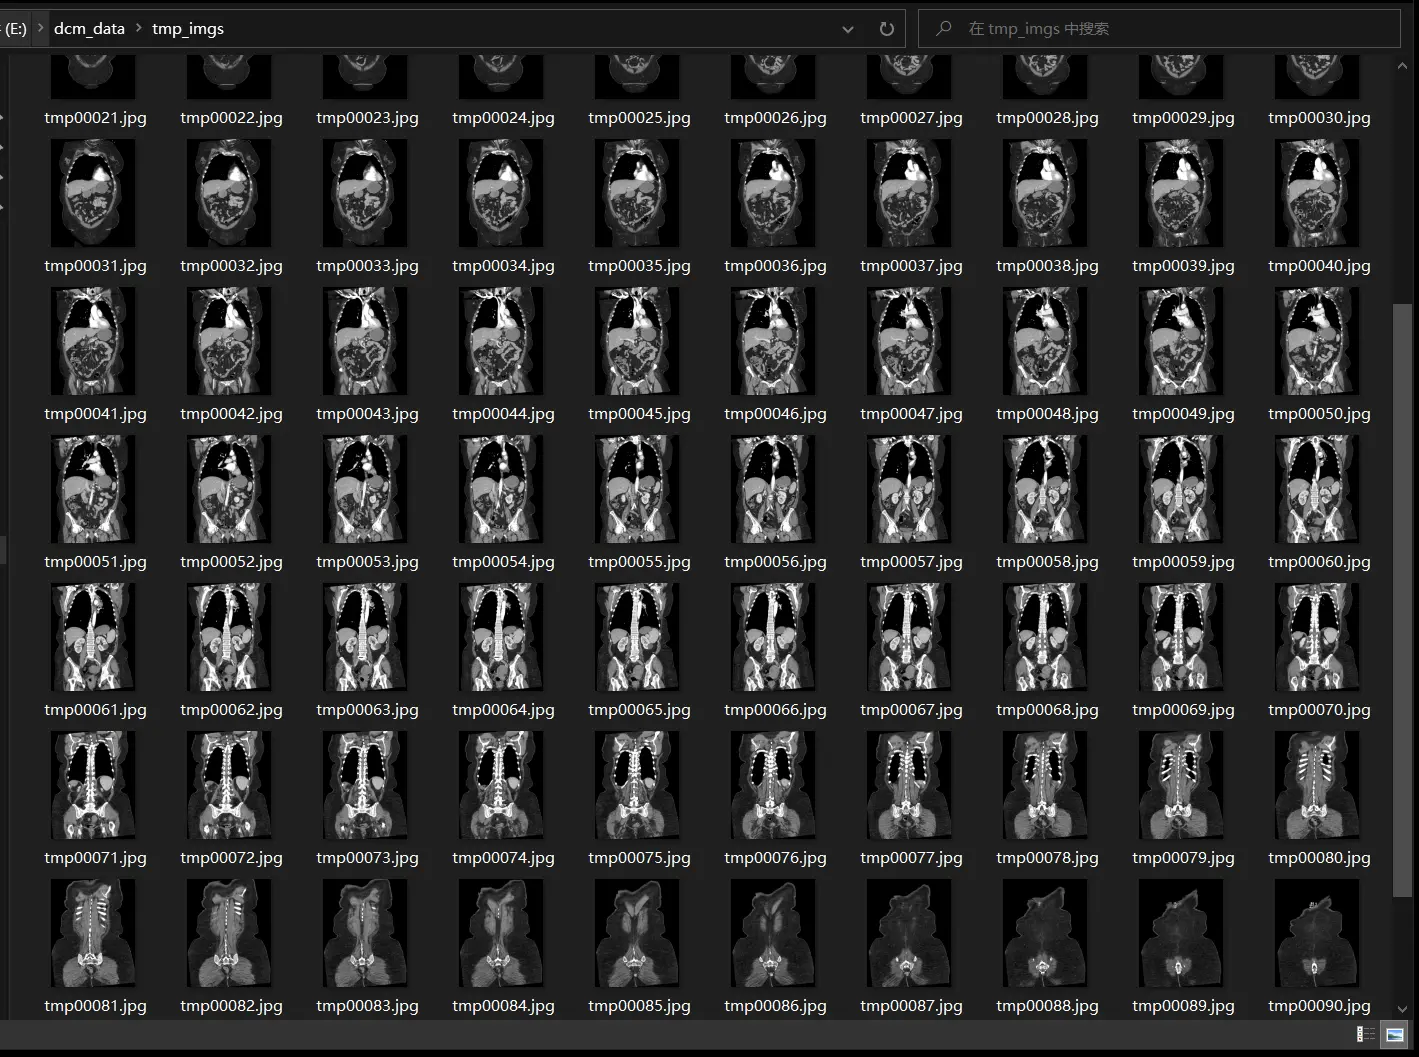 (E:) > dcm_data > tmp_imgs 在 tmp_imgs 中搜索
tmp00021.jpg tmp00022.jpg tmp00023.jpg tmp00024.jpg tmp00025.jpg tmp00026.jpg tmp00027.jpg tmp00028.jpg tmp00029.jpg tmp00030.jpg
tmp00031.jpg tmp00032.jpg tmp00033.jpg tmp00034.jpg tmp00035.jpg tmp00036.jpg tmp00037.jpg tmp00038.jpg tmp00039.jpg tmp00040.jpg
tmp00041.jpg tmp00042.jpg tmp00043.jpg tmp00044.jpg tmp00045.jpg tmp00046.jpg tmp00047.jpg tmp00048.jpg tmp00049.jpg tmp00050.jpg
tmp00051.jpg tmp00052.jpg tmp00053.jpg tmp00054.jpg tmp00055.jpg tmp00056.jpg tmp00057.jpg tmp00058.jpg tmp00059.jpg tmp00060.jpg
tmp00061.jpg tmp00062.jpg tmp00063.jpg tmp00064.jpg tmp00065.jpg tmp00066.jpg tmp00067.jpg tmp00068.jpg tmp00069.jpg tmp00070.jpg
tmp00071.jpg tmp00072.jpg tmp00073.jpg tmp00074.jpg tmp00075.jpg tmp00076.jpg tmp00077.jpg tmp00078.jpg tmp00079.jpg tmp00080.jpg
tmp00081.jpg tmp00082.jpg tmp00083.jpg tmp00084.jpg tmp00085.jpg tmp00086.jpg tmp00087.jpg tmp00088.jpg tmp00089.jpg tmp00090.jpg